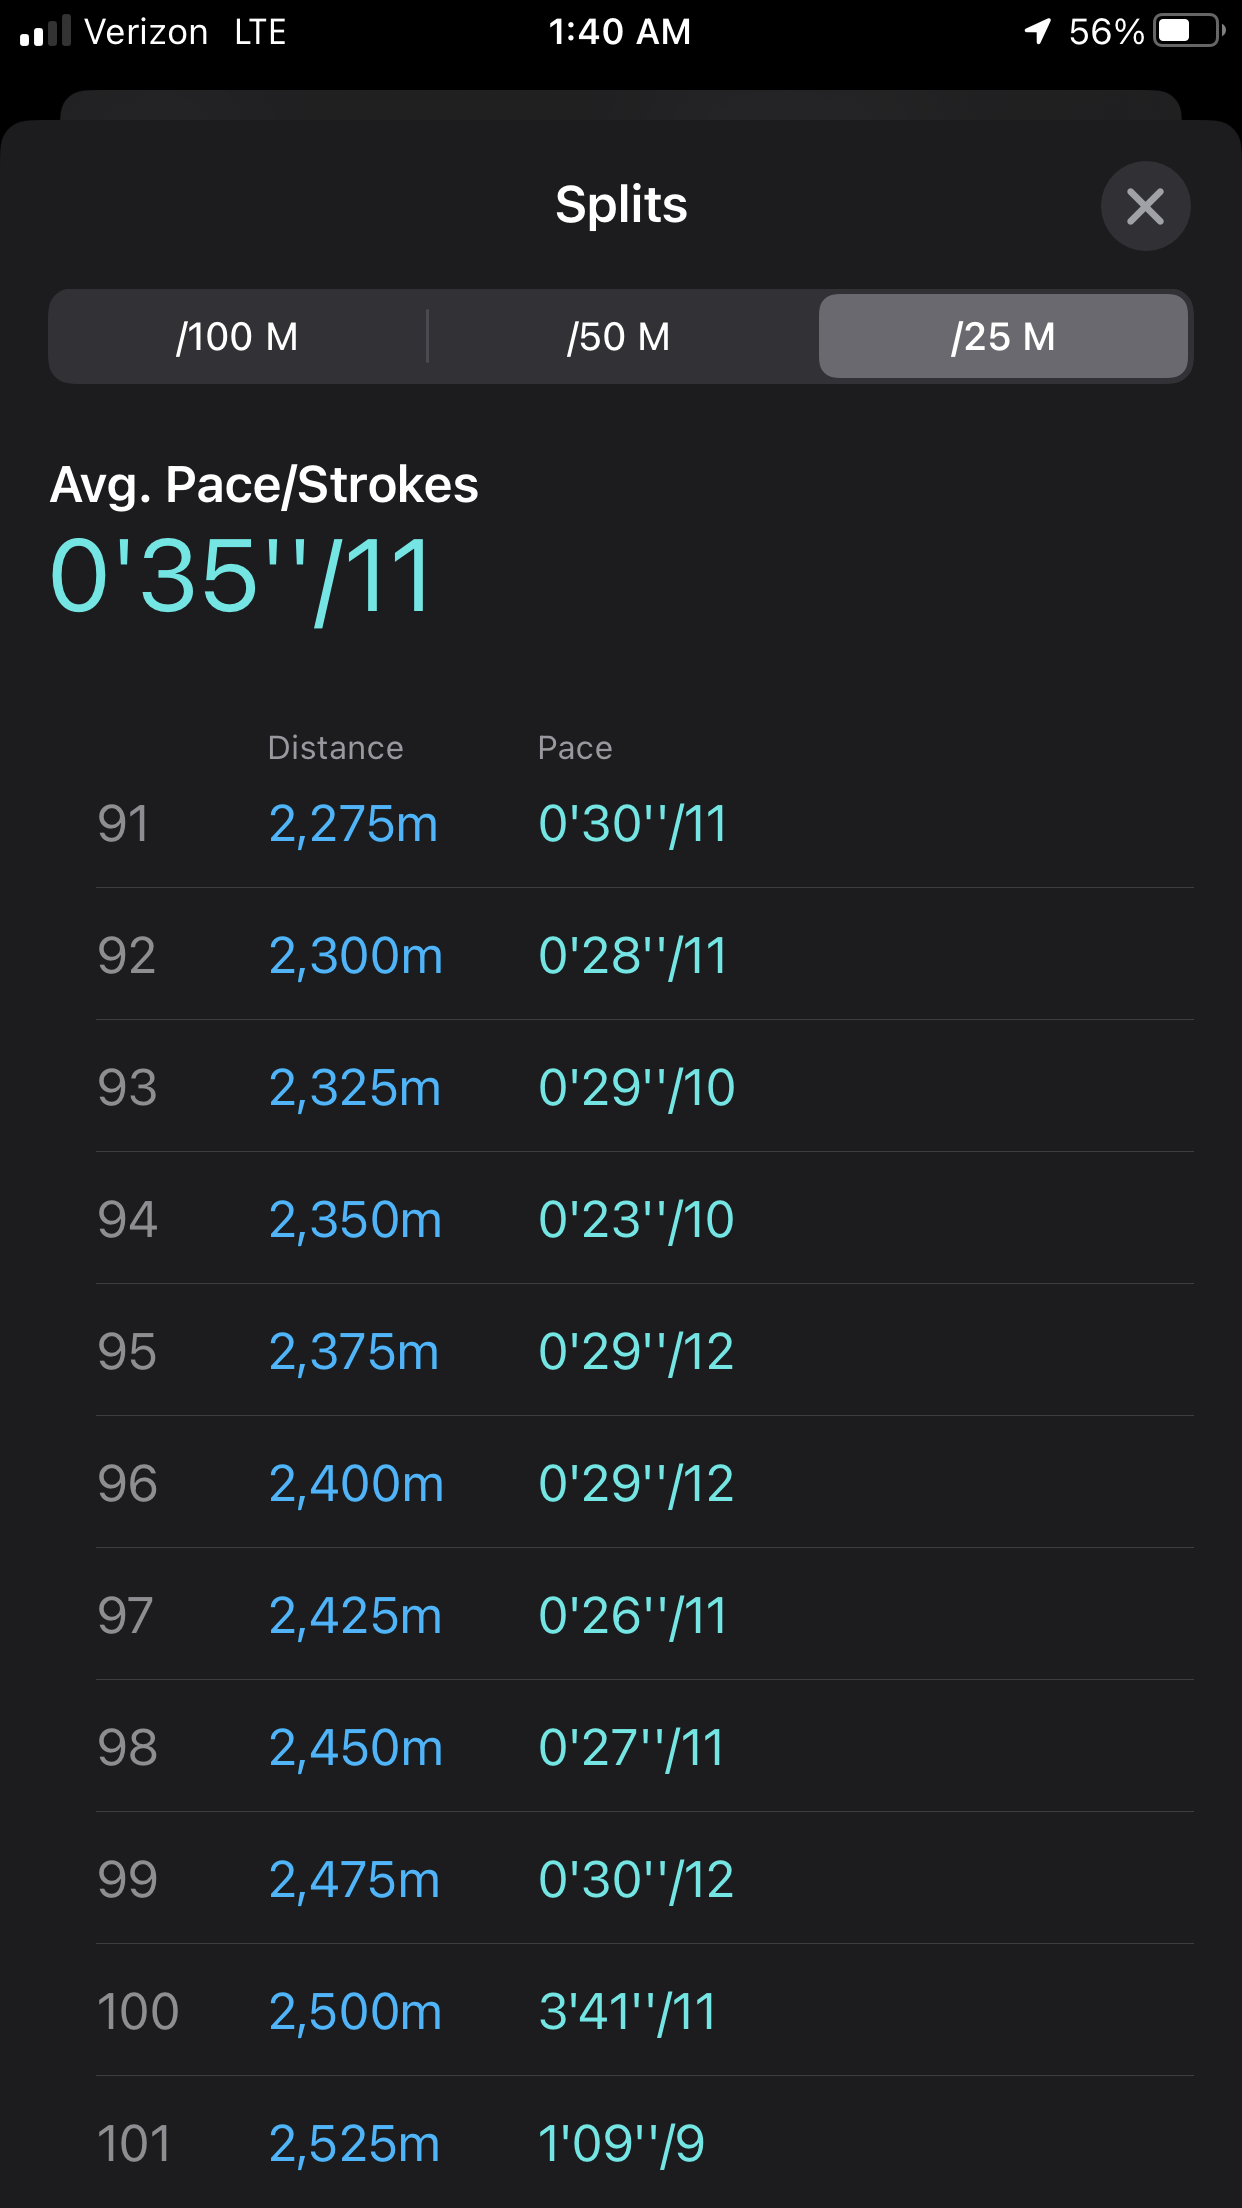 Verizon LTE 1:40 AM 56%
Splits
/100 M /50 M /25 M
Avg. Pace/Strokes
0'35''/11
Distance Pace
91 2,275m 0'30''/11
92 2,300m 0'28''/11
93 2,325m 0'29''/10
94 2,350m 0'23''/10
95 2,375m 0'29''/12
96 2,400m 0'29''/12
97 2,425m 0'26''/11
98 2,450m 0'27''/11
99 2,475m 0'30''/12
100 2,500m 3'41''/11
101 2,525m 1'09''/9